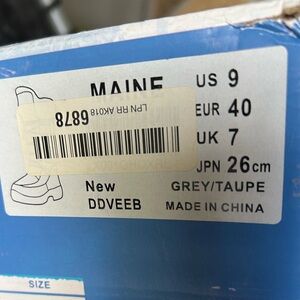 MAINE
US 9
EUR 40
UK 7
JPN 26cm
LPN RR AK018
6878
New
DDVEEB
GREY/TAUPE
MADE IN CHINA
SIZE